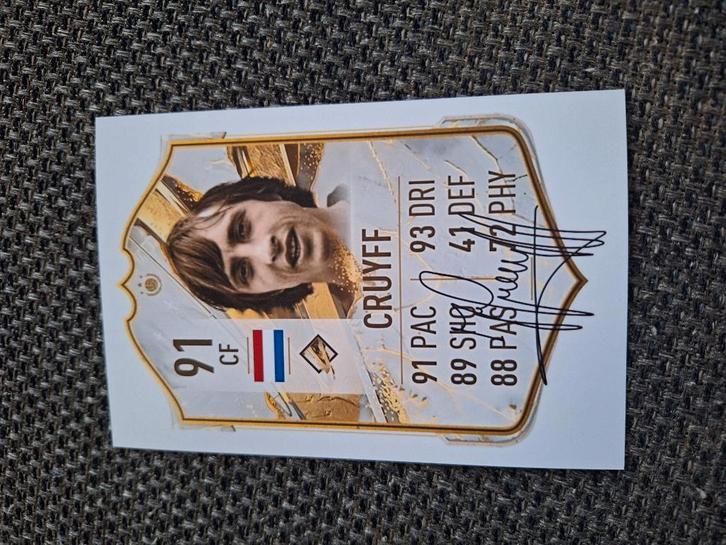 91
CF
CRUYFF
91 PAC 93 DRI
89 SHO 41 DEF
88 PAS 72 PHY